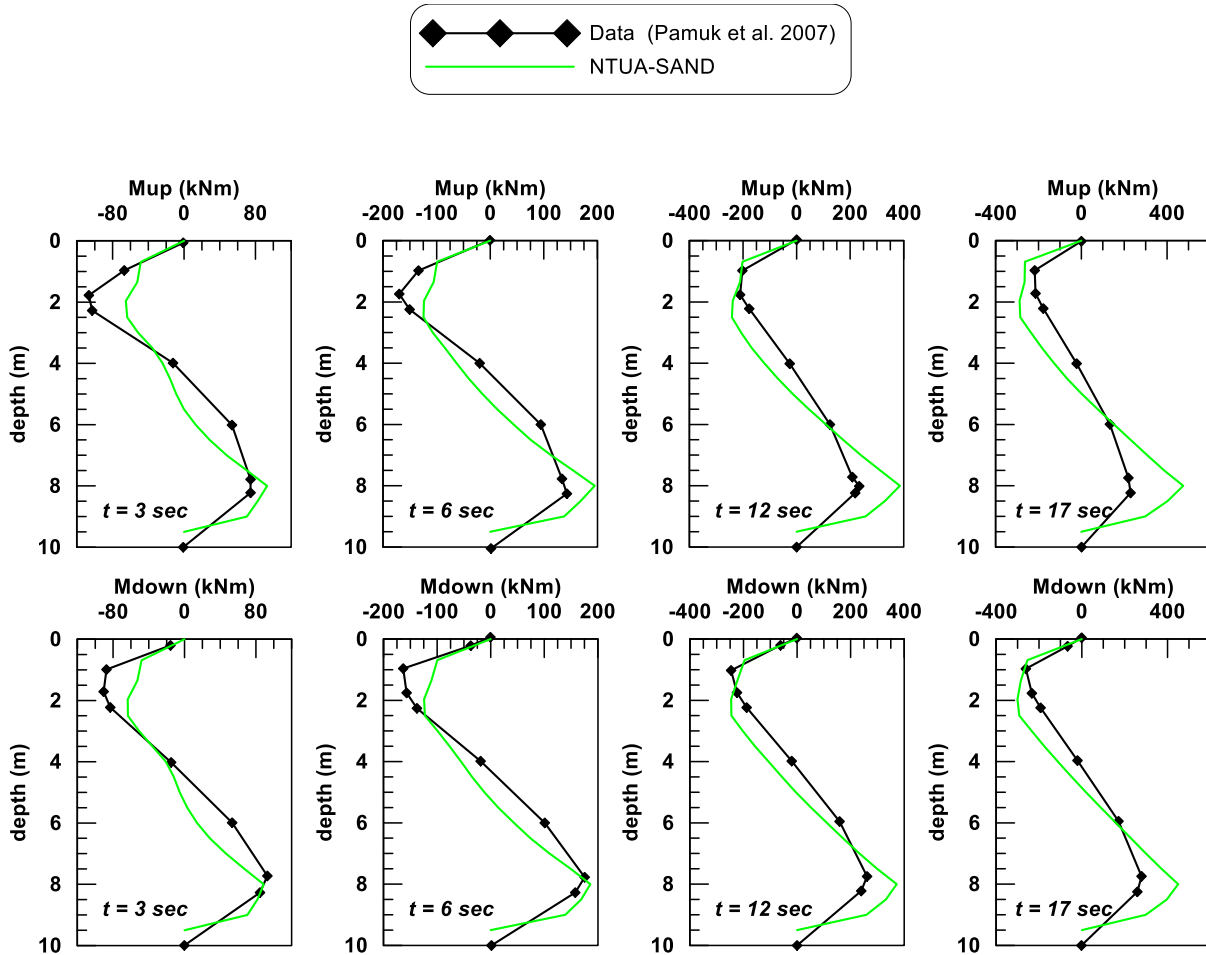 Data (Pamuk et al. 2007)
NTUA-SAND
Mup (kNm)
-80 0 80
0
2
4
6
8
10
depth (m)
t = 3 sec
Mup (kNm)
-200 -100 0 100 200
0
2
4
6
8
10
depth (m)
t = 6 sec
Mup (kNm)
-400 -200 0 200 400
0
2
4
6
8
10
depth (m)
t = 12 sec
Mup (kNm)
-400 0 400
0
2
4
6
8
10
depth (m)
t = 17 sec
Mdown (kNm)
-80 0 80
0
2
4
6
8
10
depth (m)
t = 3 sec
Mdown (kNm)
-200 -100 0 100 200
0
2
4
6
8
10
depth (m)
t = 6 sec
Mdown (kNm)
-400 -200 0 200 400
0
2
4
6
8
10
depth (m)
t = 12 sec
Mdown (kNm)
-400 0 400
0
2
4
6
8
10
depth (m)
t = 17 sec